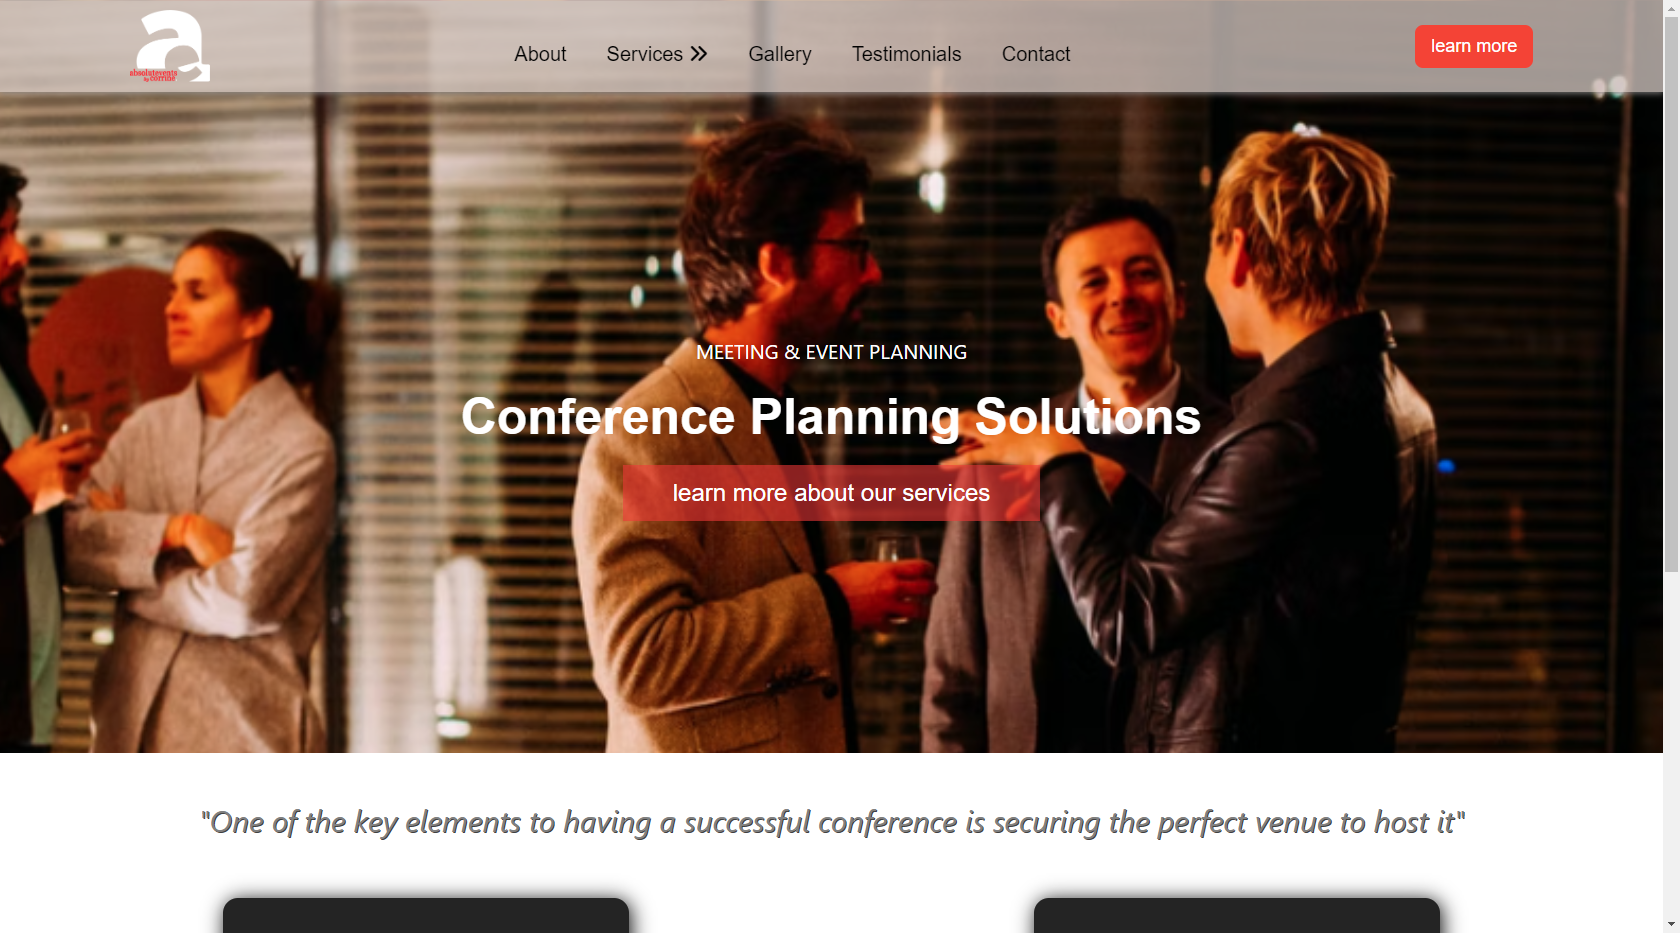 a
absolutevents
by corrine
About
Services
Gallery
Testimonials
Contact
learn more
MEETING & EVENT PLANNING
Conference Planning Solutions
learn more about our services
"One of the key elements to having a successful conference is securing the perfect venue to host it"